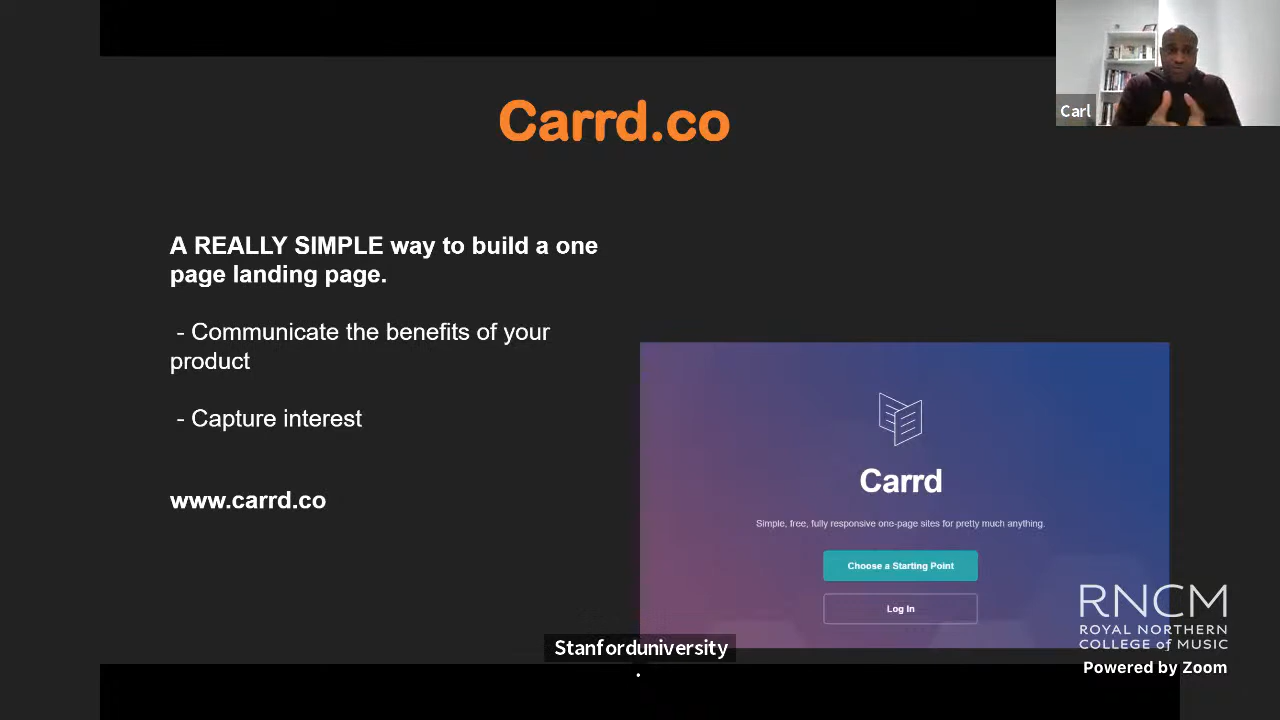 Carrd.co
Carl
A REALLY SIMPLE way to build a one
page landing page.
- Communicate the benefits of your
product
- Capture interest
www.carrd.co
Carrd
Simple, free, fully responsive one-page sites for pretty much anything.
Choose a Starting Point
Log In
RNCM
ROYAL NORTHERN
COLLEGE of MUSIC
Powered by Zoom
Stanforduniversity
.